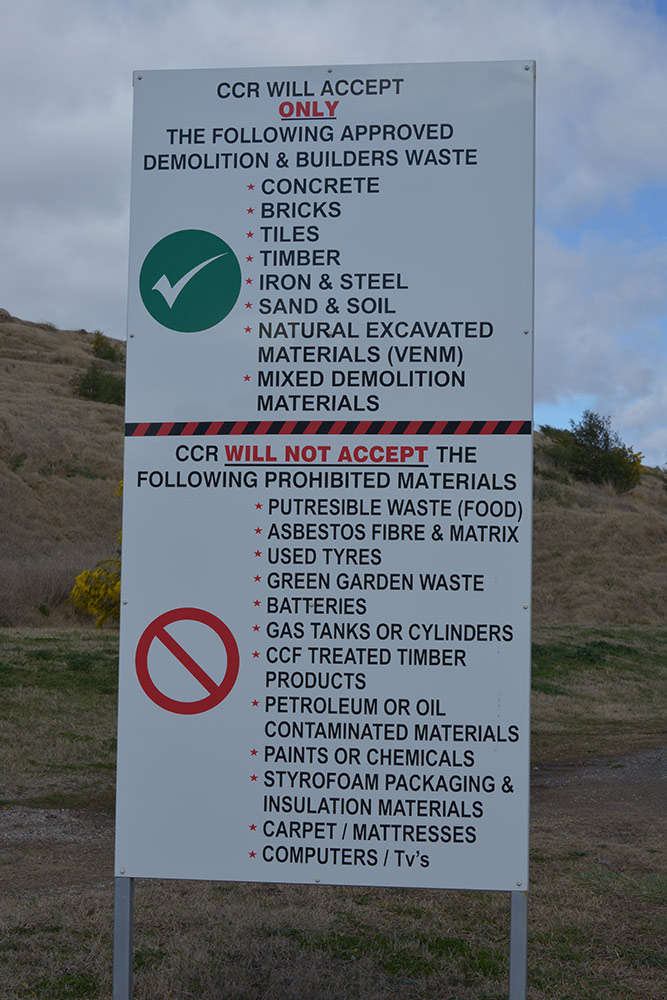 CCR WILL ACCEPT
ONLY
THE FOLLOWING APPROVED
DEMOLITION & BUILDERS WASTE
★ CONCRETE
★ BRICKS
★ TILES
★ TIMBER
★ IRON & STEEL
★ SAND & SOIL
★ NATURAL EXCAVATED
MATERIALS (VENM)
★ MIXED DEMOLITION
MATERIALS
CCR WILL NOT ACCEPT THE
FOLLOWING PROHIBITED MATERIALS
★ PUTRESIBLE WASTE (FOOD)
★ ASBESTOS FIBRE & MATRIX
★ USED TYRES
★ GREEN GARDEN WASTE
★ BATTERIES
★ GAS TANKS OR CYLINDERS
★ CCF TREATED TIMBER
PRODUCTS
★ PETROLEUM OR OIL
CONTAMINATED MATERIALS
★ PAINTS OR CHEMICALS
★ STYROFOAM PACKAGING &
INSULATION MATERIALS
★ CARPET / MATTRESSES
★ COMPUTERS / Tv's